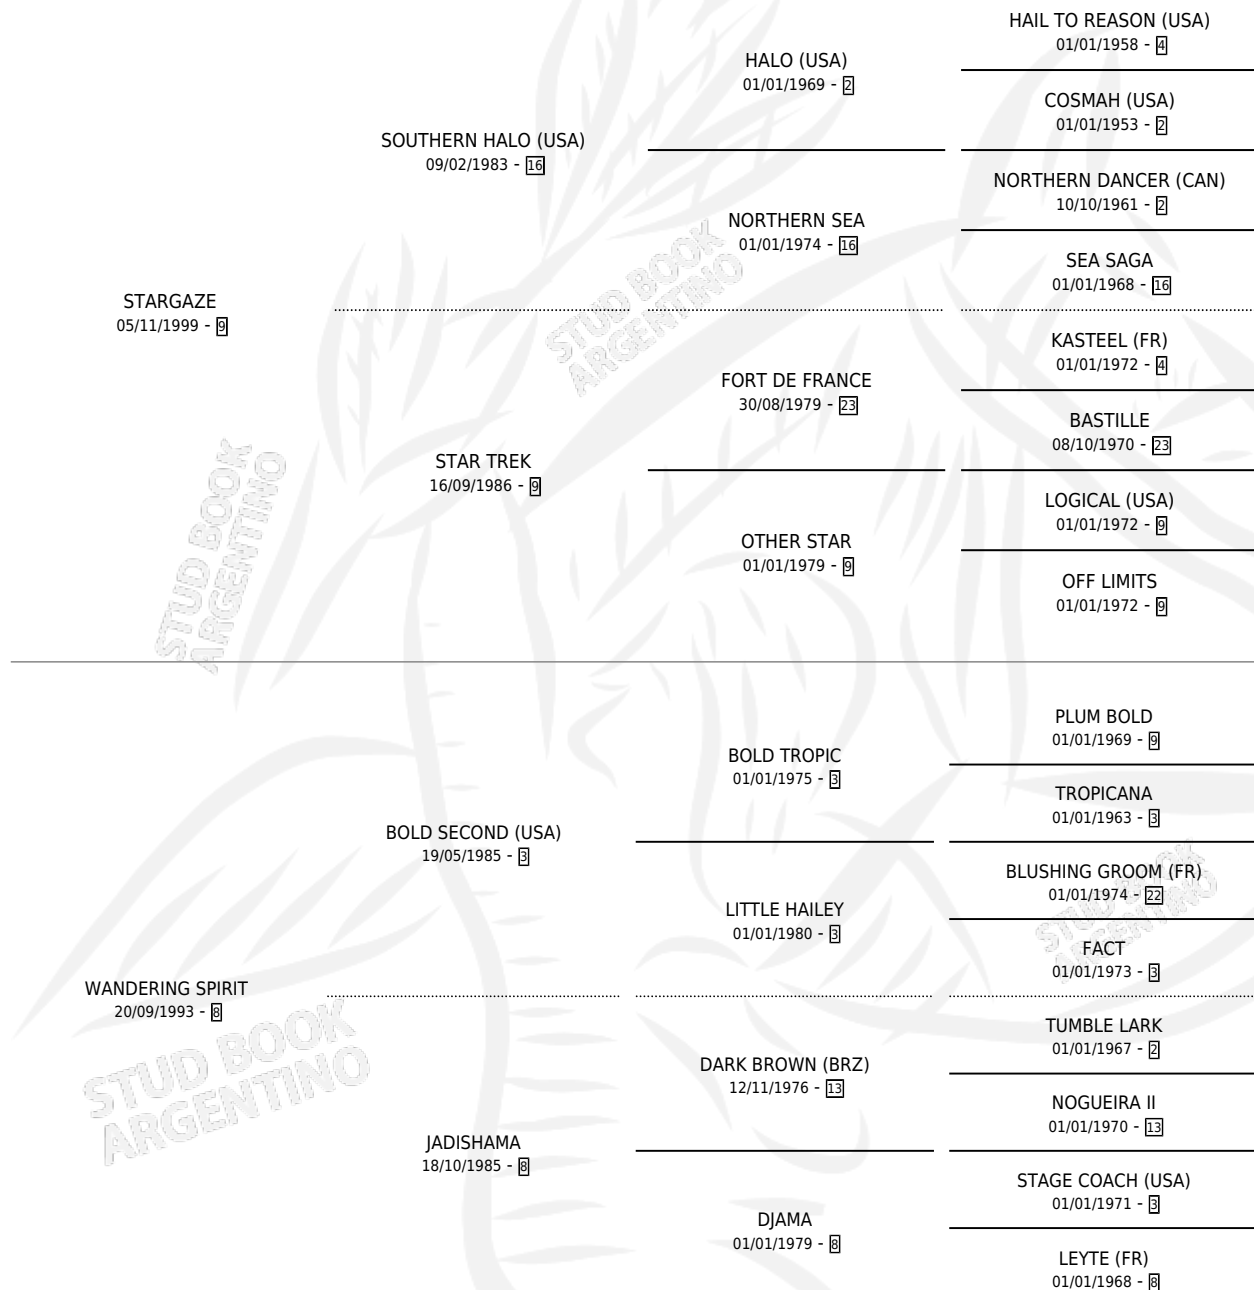 HAIL TO REASON (USA)
01/01/1958 - 4
HALO (USA)
01/01/1969 - 2
COSMAH (USA)
01/01/1953 - 2
SOUTHERN HALO (USA)
09/02/1983 - 16
NORTHERN DANCER (CAN)
10/10/1961 - 2
NORTHERN SEA
01/01/1974 - 16
SEA SAGA
01/01/1968 - 16
STARGAZE
05/11/1999 - 9
STUD BOOK
ARGENTINO
KASTEEL (FR)
01/01/1972 - 4
FORT DE FRANCE
30/08/1979 - 23
BASTILLE
08/10/1970 - 23
STAR TREK
16/09/1986 - 9
LOGICAL (USA)
01/01/1972 - 9
OTHER STAR
01/01/1979 - 9
OFF LIMITS
01/01/1972 - 9
STUD BOOK
ARGENTINO
PLUM BOLD
01/01/1969 - 9
BOLD TROPIC
01/01/1975 - 3
TROPICANA
01/01/1963 - 3
BOLD SECOND (USA)
19/05/1985 - 3
BLUSHING GROOM (FR)
01/01/1974 - 22
LITTLE HAILEY
01/01/1980 - 3
STUD BOOK
ARGENTINO
FACT
01/01/1973 - 3
WANDERING SPIRIT
20/09/1993 - 8
STUD BOOK
ARGENTINO
TUMBLE LARK
01/01/1967 - 2
DARK BROWN (BRZ)
12/11/1976 - 13
NOGUEIRA II
01/01/1970 - 13
JADISHAMA
18/10/1985 - 8
STAGE COACH (USA)
01/01/1971 - 3
DJAMA
01/01/1979 - 8
LEYTE (FR)
01/01/1968 - 8